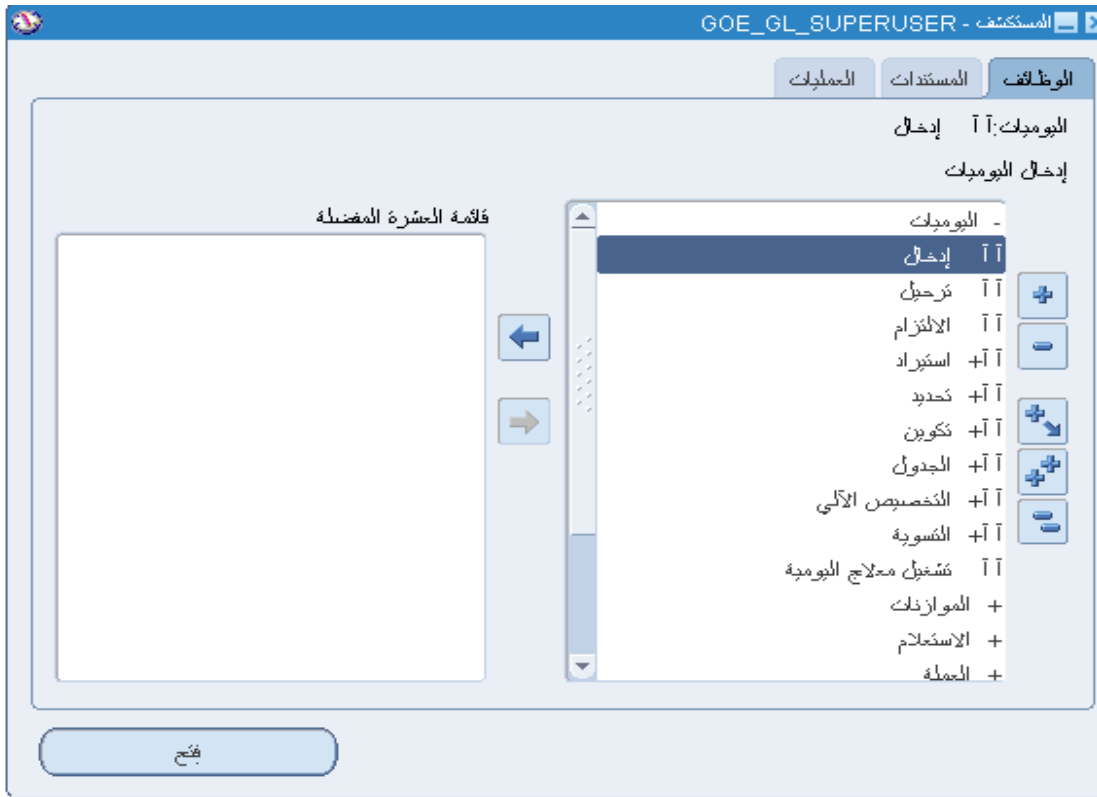 المستكشف - GOE_GL_SUPERUSER
الوظائف المستندات العمليات
اليوميات:آ آ إدخال
إدخال اليوميات
قائمة العشرة المفضلة
- اليوميات
آ آ إدخال
آ آ ترحيل
آ آ الالتزام
آ آ+ استيراد
آ آ+ تحديد
آ آ+ تكوين
آ آ+ الجدول
آ آ+ التخصيص الآلي
آ آ+ التسوية
آ آ تشغيل معلاج اليومية
+ الموازنات
+ الاستعلام
+ العملة
فتح